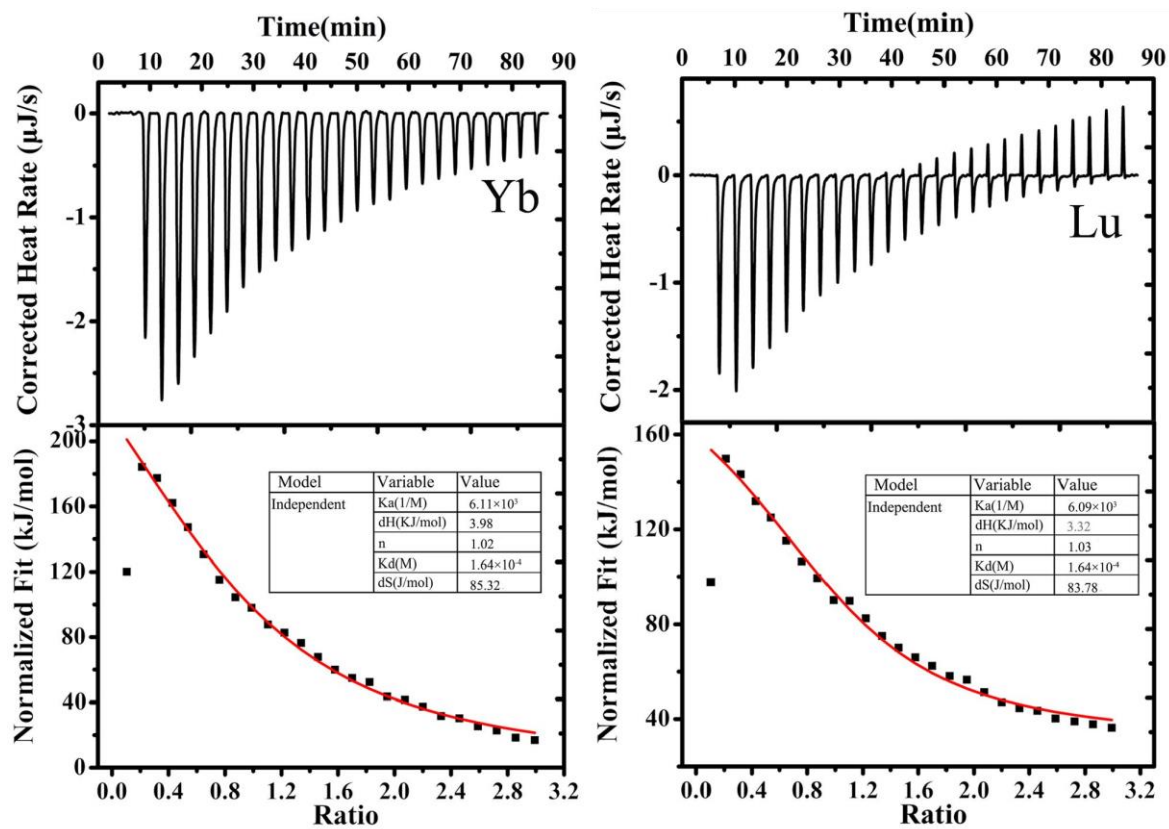 Time(min)
0 10 20 30 40 50 60 70 80 90
Corrected Heat Rate (µJ/s)
0
-1
-2
-3
Yb
Normalized Fit (kJ/mol)
200
160
120
80
40
0
Model Variable Value
Independent Ka(1/M) 6.11×10³
dH(KJ/mol) 3.98
n 1.02
Kd(M) 1.64×10⁻⁴
dS(J/mol) 85.32
0.0 0.4 0.8 1.2 1.6 2.0 2.4 2.8 3.2
Ratio
Time(min)
0 10 20 30 40 50 60 70 80 90
Corrected Heat Rate (µJ/s)
0
-1
-2
Lu
Normalized Fit (kJ/mol)
160
120
80
40
Model Variable Value
Independent Ka(1/M) 6.09×10³
dH(KJ/mol) 3.32
n 1.03
Kd(M) 1.64×10⁻⁴
dS(J/mol) 83.78
0.0 0.4 0.8 1.2 1.6 2.0 2.4 2.8 3.2
Ratio